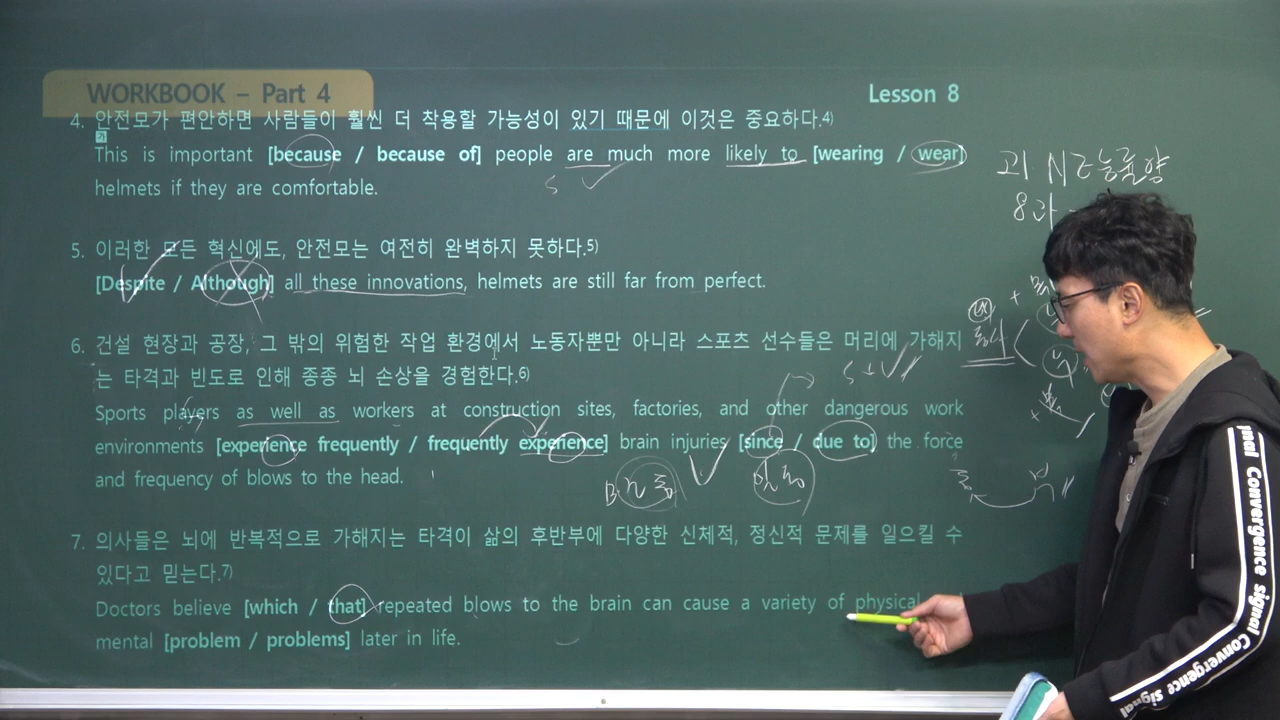 WORKBOOK – Part 4
Lesson 8
4. 안전모가 편안하면 사람들이 훨씬 더 착용할 가능성이 있기 때문에 이것은 중요하다.4)
This is important [because / because of] people are much more likely to [wearing / wear]
helmets if they are comfortable.
S
5. 이러한 모든 혁신에도, 안전모는 여전히 완벽하지 못하다.5)
[Despite / Although] all these innovations, helmets are still far from perfect.
6. 건설 현장과 공장, 그 밖의 위험한 작업 환경에서 노동자뿐만 아니라 스포츠 선수들은 머리에 가해지
는 타격과 빈도로 인해 종종 뇌 손상을 경험한다.6)
S+V
Sports players as well as workers at construction sites, factories, and other dangerous work
environments [experience frequently / frequently experience] brain injuries [since / due to] the force
and frequency of blows to the head.
7. 의사들은 뇌에 반복적으로 가해지는 타격이 삶의 후반부에 다양한 신체적, 정신적 문제를 일으킬 수
있다고 믿는다.7)
Doctors believe [which / that] repeated blows to the brain can cause a variety of physical
mental [problem / problems] later in life.
8과
Convergence signal Convergence signal